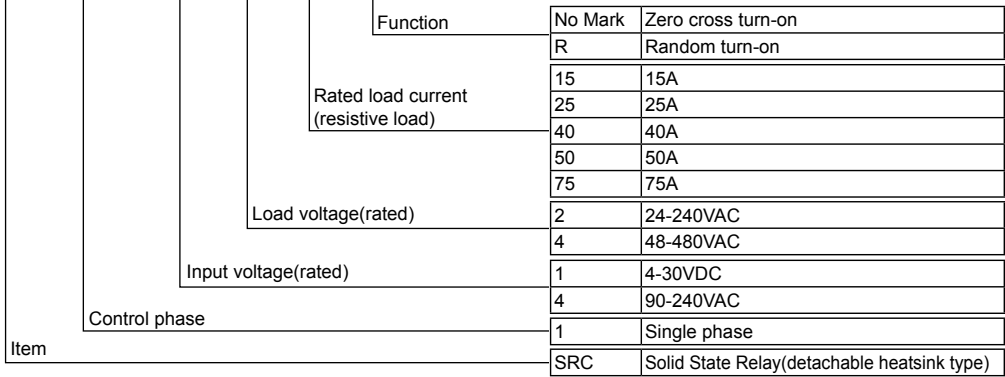 Function
No Mark Zero cross turn-on
R Random turn-on
Rated load current
(resistive load)
15 15A
25 25A
40 40A
50 50A
75 75A
Load voltage(rated)
2 24-240VAC
4 48-480VAC
Input voltage(rated)
1 4-30VDC
4 90-240VAC
Control phase
1 Single phase
Item
SRC Solid State Relay(detachable heatsink type)